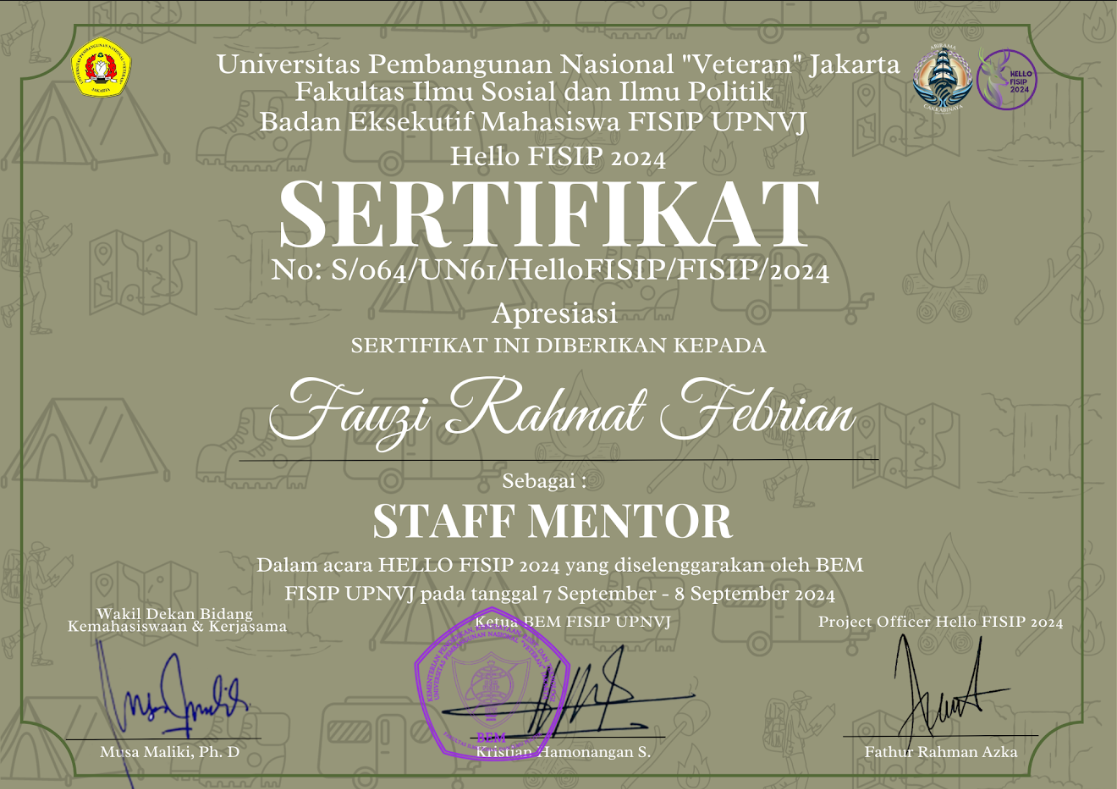 Universitas Pembangunan Nasional "Veteran" Jakarta
Fakultas Ilmu Sosial dan Ilmu Politik
Badan Eksekutif Mahasiswa FISIP UPNVJ
Hello FISIP 2024
HELLO
FISIP
2024
SERTIFIKAT
No: S/064/UN61/HelloFISIP/FISIP/2024
Apresiasi
SERTIFIKAT INI DIBERIKAN KEPADA
Fauzi Rahmat Febrian
Sebagai :
STAFF MENTOR
Dalam acara HELLO FISIP 2024 yang diselenggarakan oleh BEM
FISIP UPNVJ pada tanggal 7 September - 8 September 2024
Wakil Dekan Bidang
Kemahasiswaan & Kerjasama
Musa Maliki, Ph. D
Ketua BEM FISIP UPNVJ
BEM
Kristian Hamonangan S.
Project Officer Hello FISIP 2024
Fathur Rahman Azka